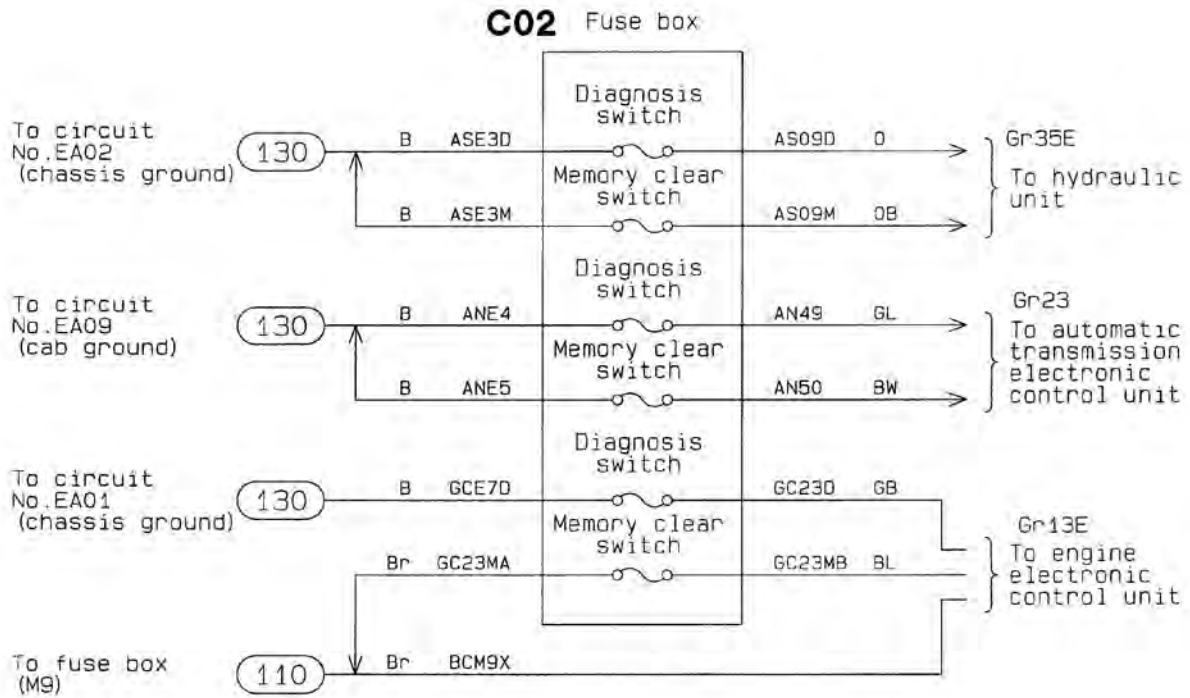 C02 Fuse box
Diagnosis
switch
To circuit
No.EA02
(chassis ground)
130
B ASE3D
AS09D O
Gr35E
To hydraulic
unit
Memory clear
switch
B ASE3M
AS09M OB
Diagnosis
switch
To circuit
No.EA09
(cab ground)
130
B ANE4
AN49 GL
Gr23
To automatic
transmission
electronic
control unit
Memory clear
switch
B ANE5
AN50 BW
Diagnosis
switch
To circuit
No.EA01
(chassis ground)
130
B GCE7D
GC23D GB
Gr13E
To engine
electronic
control unit
Memory clear
switch
Br GC23MA
GC23MB BL
To fuse box
(M9)
110
Br BCM9X